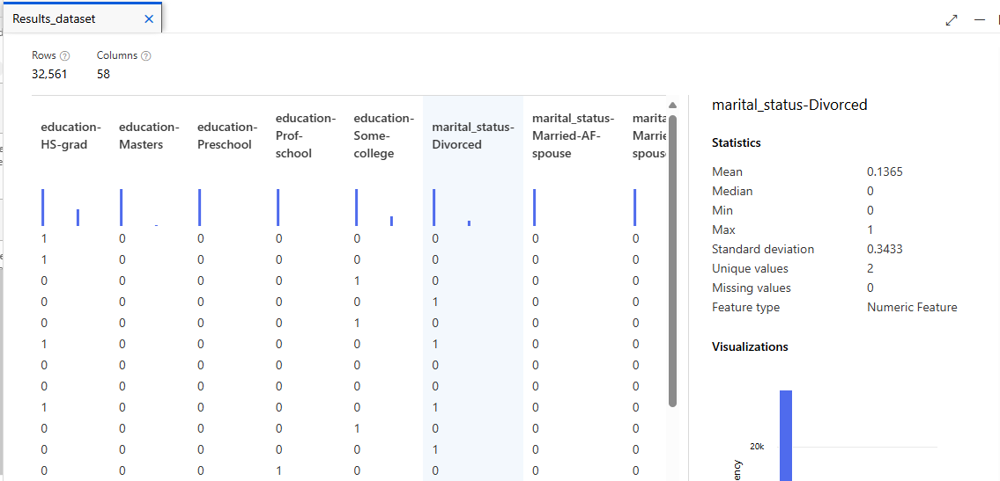 Results_dataset
Rows Columns
32,561 58
education-HS-grad education-Masters education-Preschool education-Prof-school education-Some-college marital_status-Divorced marital_status-Married-AF-spouse
1 0 0 0 0 0 0 0
1 0 0 0 0 0 0 0
0 0 0 0 1 0 0 0
0 0 0 0 0 1 0 0
0 0 0 0 1 0 0 0
1 0 0 0 0 1 0 0
0 0 0 0 0 0 0 0
0 0 0 0 0 0 0 0
1 0 0 0 0 1 0 0
0 0 0 0 1 0 0 0
0 0 0 0 0 1 0 0
0 0 0 1 0 0 0 0
marital_status-Divorced
Statistics
Mean 0.1365
Median 0
Min 0
Max 1
Standard deviation 0.3433
Unique values 2
Missing values 0
Feature type Numeric Feature
Visualizations
20k